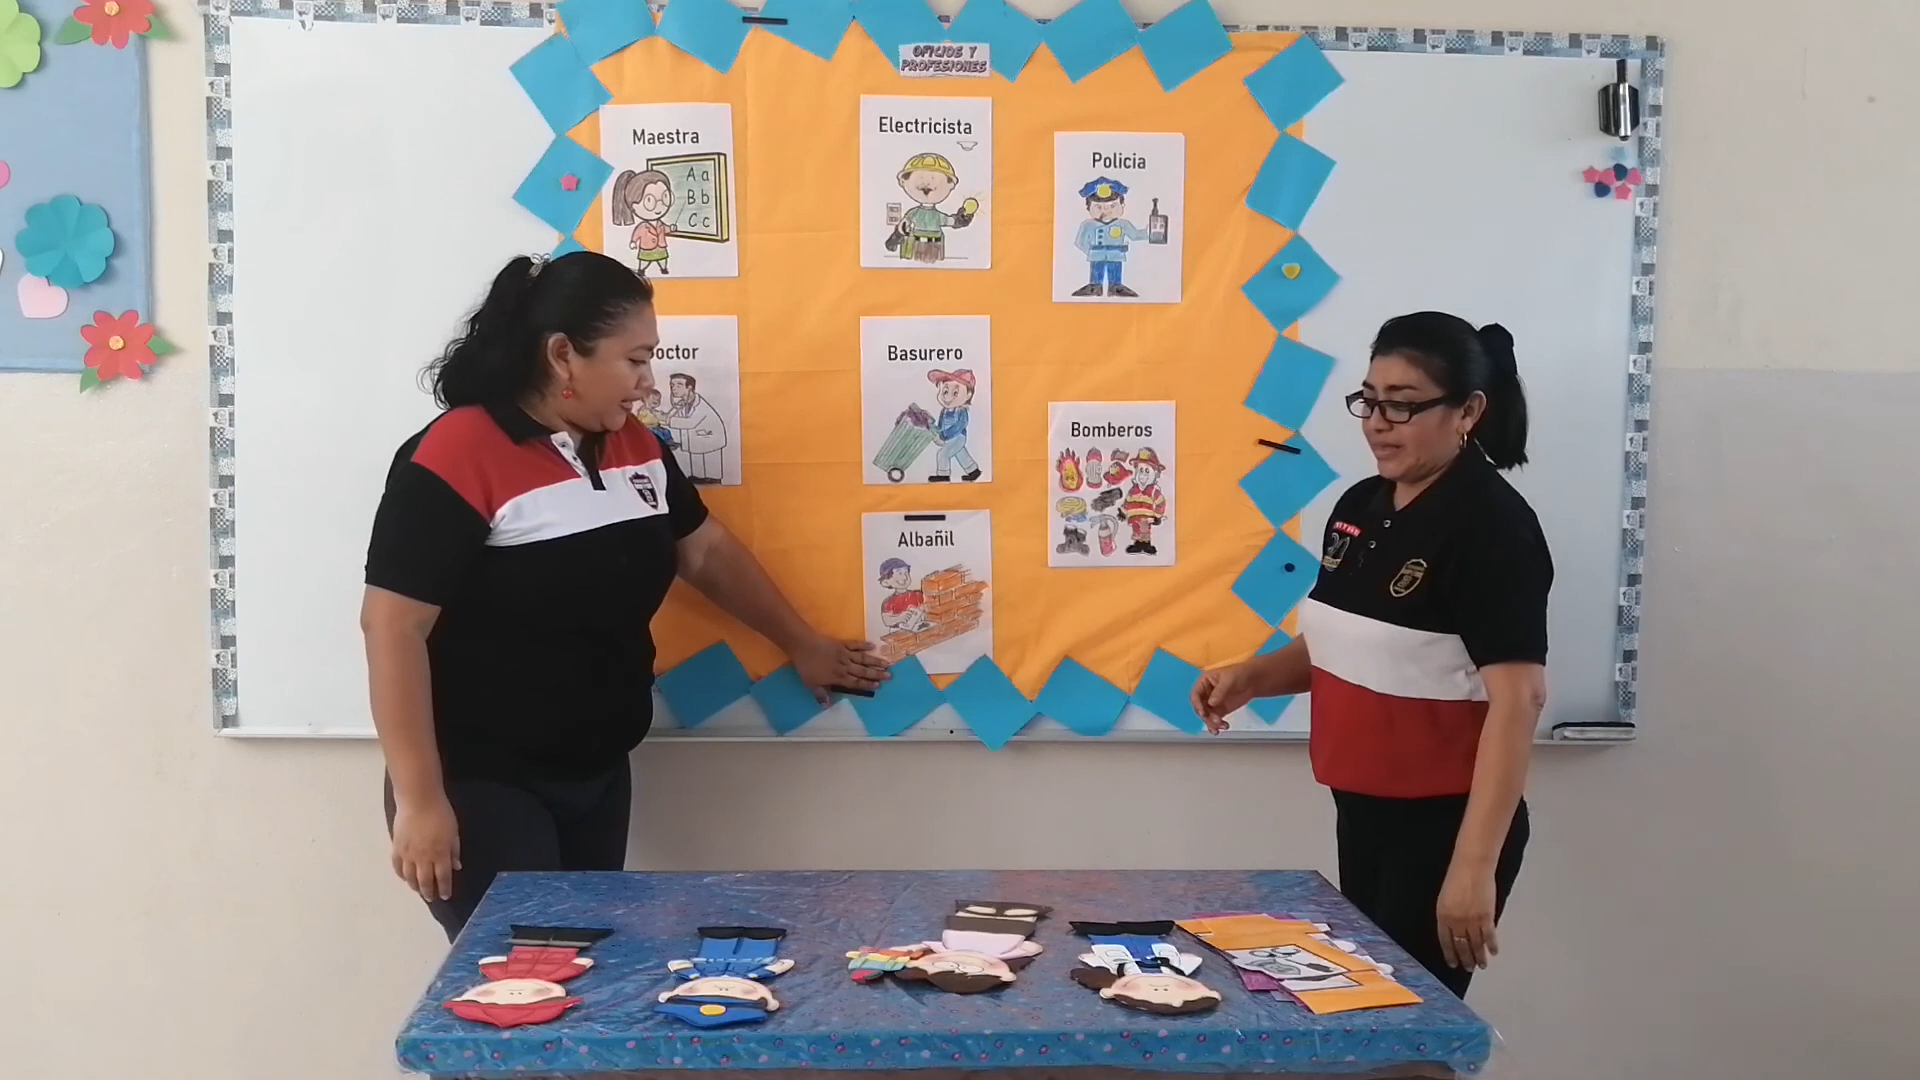 OFICIOS Y
PROFESIONES
Maestra
Aa
Bb
Cc
Electricista
Policia
octor
Basurero
Bomberos
Albañil